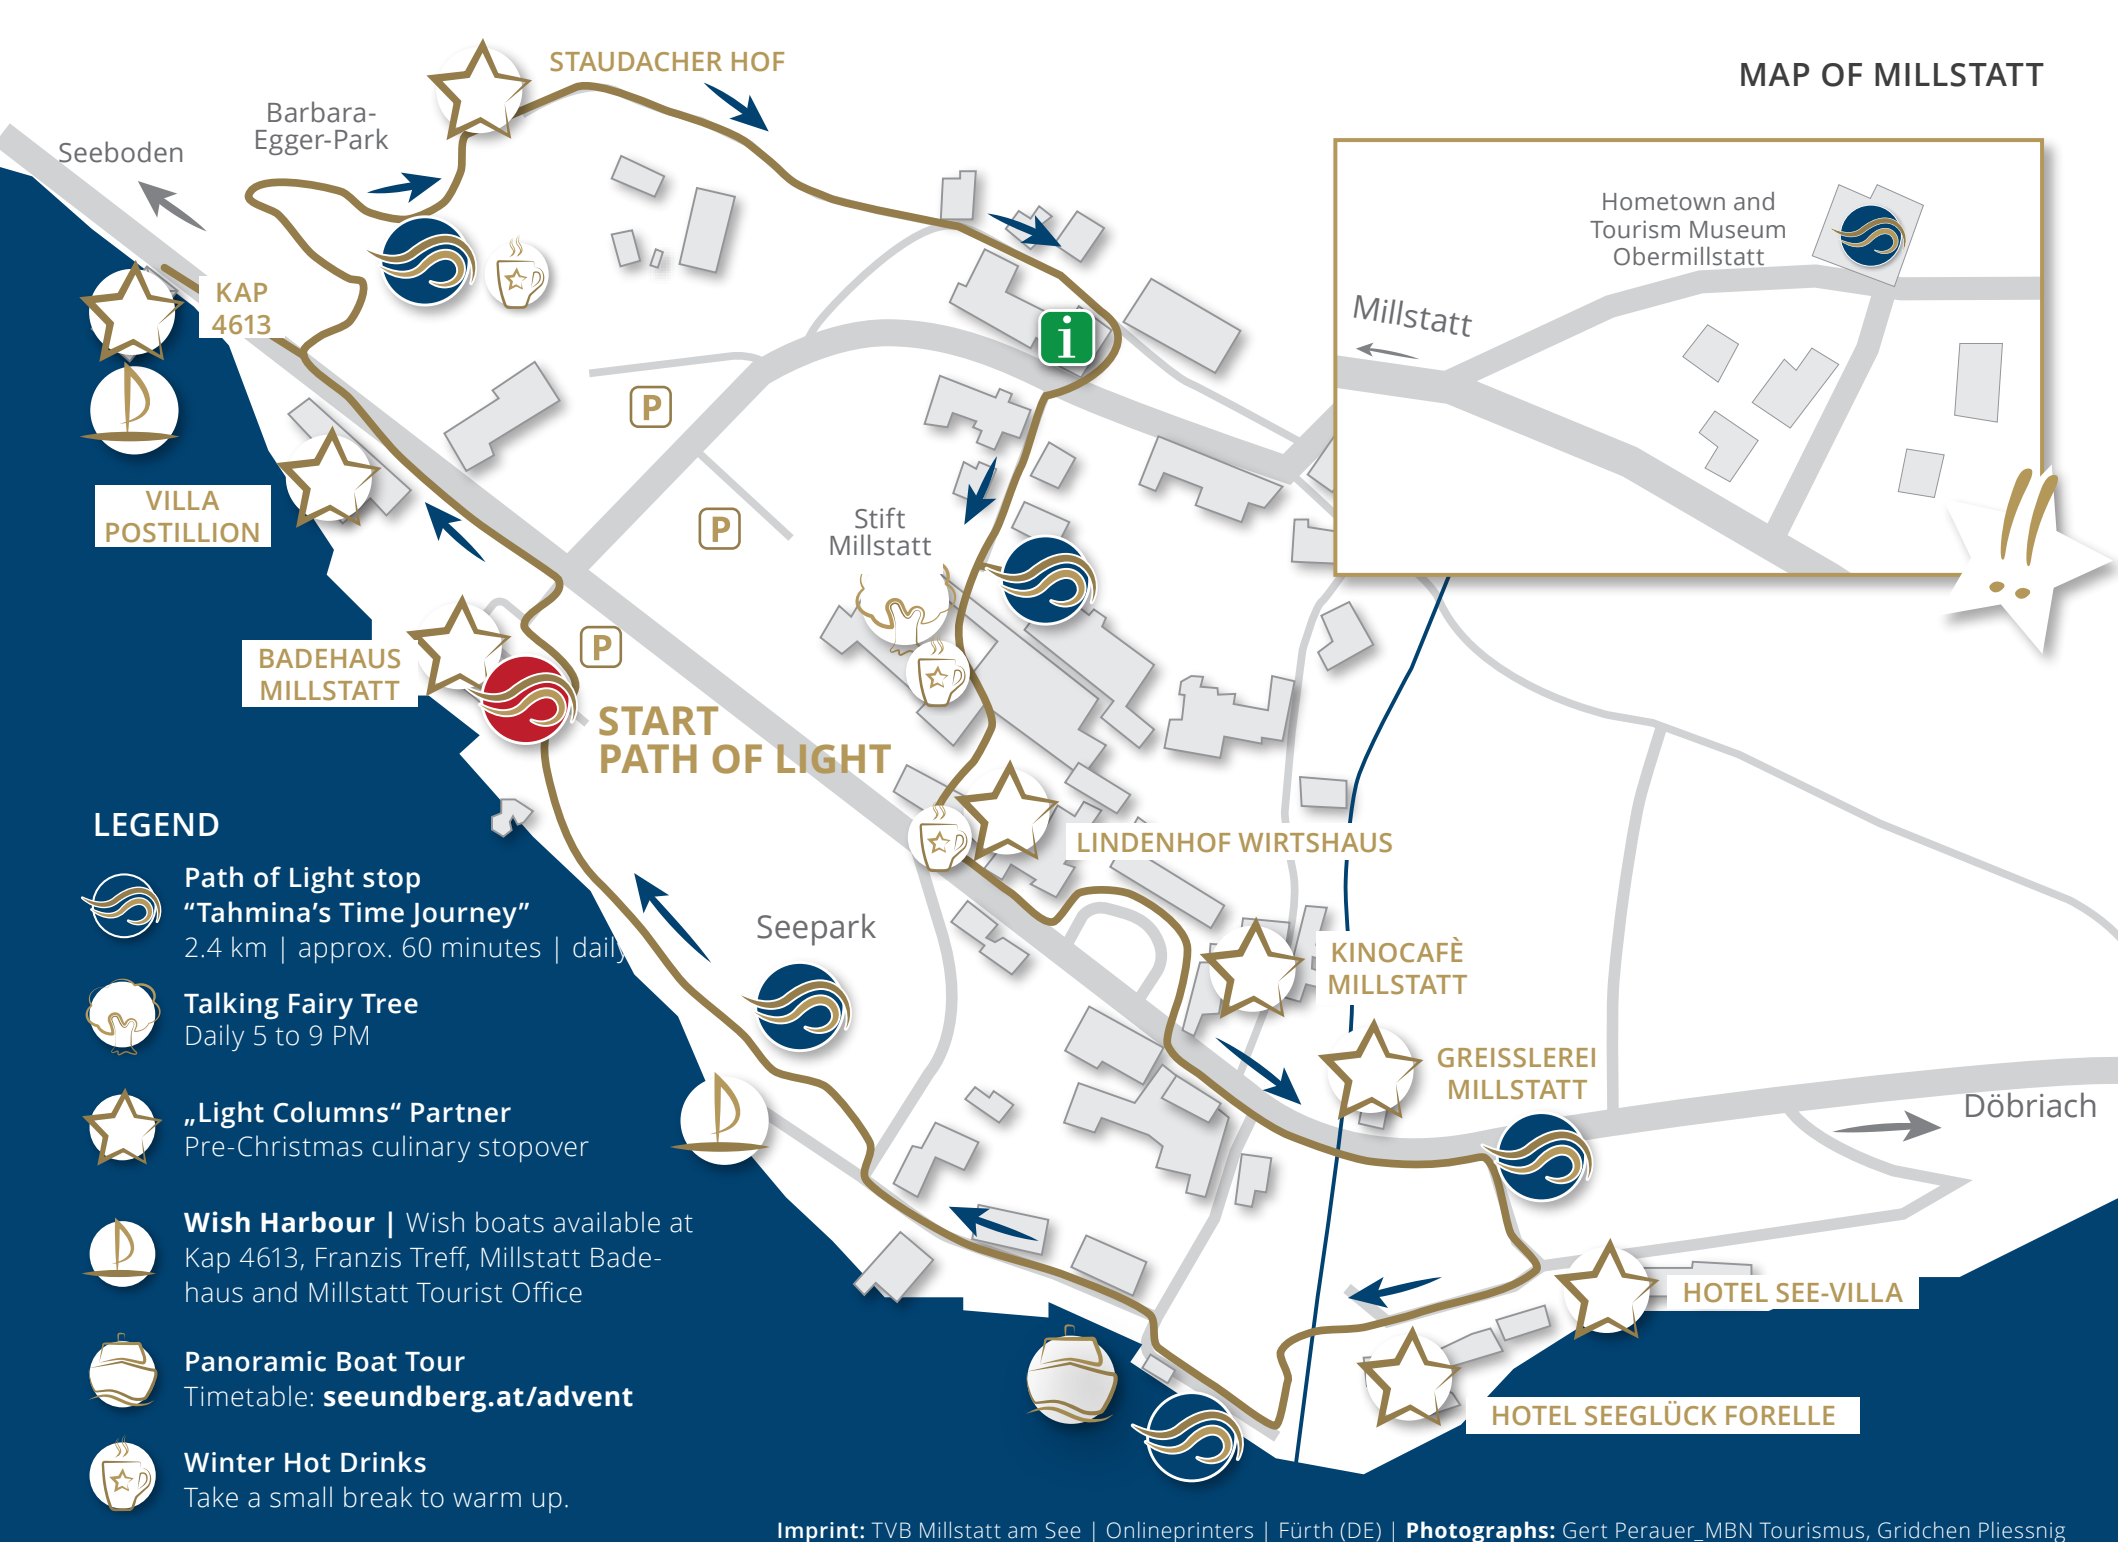 MAP OF MILLSTATT
STAUDACHER HOF
Barbara-
Egger-Park
Seeboden
KAP
4613
Hometown and
Tourism Museum
Obermillstatt
Millstatt
i
P
P
P
VILLA
POSTILLION
Stift
Millstatt
BADEHAUS
MILLSTATT
START
PATH OF LIGHT
LINDENHOF WIRTSHAUS
Seepark
KINOCAFÈ
MILLSTATT
GREISSLEREI
MILLSTATT
Döbriach
HOTEL SEE-VILLA
HOTEL SEEGLÜCK FORELLE
LEGEND
Path of Light stop
“Tahmina’s Time Journey”
2.4 km | approx. 60 minutes | daily
Talking Fairy Tree
Daily 5 to 9 PM
„Light Columns“ Partner
Pre-Christmas culinary stopover
Wish Harbour | Wish boats available at
Kap 4613, Franzis Treff, Millstatt Bade-
haus and Millstatt Tourist Office
Panoramic Boat Tour
Timetable: seeundberg.at/advent
Winter Hot Drinks
Take a small break to warm up.
Imprint: TVB Millstatt am See | Onlineprinters | Fürth (DE) | Photographs: Gert Perauer_MBN Tourismus, Gridchen Pliessnig